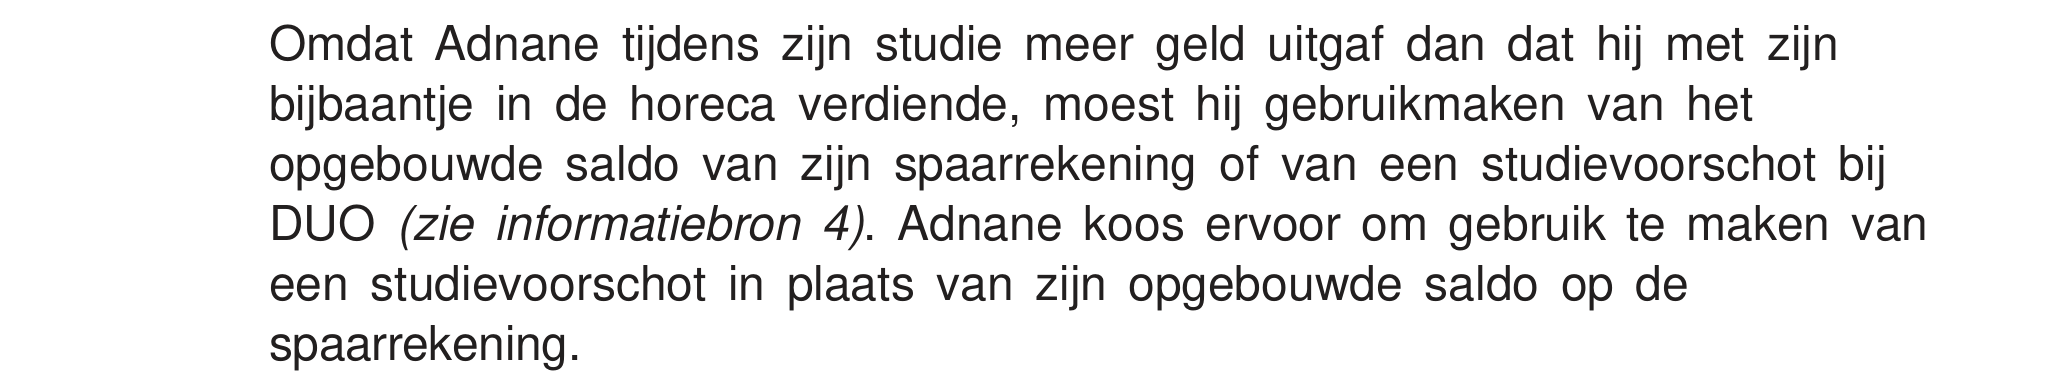 Omdat Adnane tijdens zijn studie meer geld uitgaf dan dat hij met zijn
bijbaantje in de horeca verdiende, moest hij gebruikmaken van het
opgebouwde saldo van zijn spaarrekening of van een studievoorschot bij
DUO (zie informatiebron 4). Adnane koos ervoor om gebruik te maken van
een studievoorschot in plaats van zijn opgebouwde saldo op de
spaarrekening.